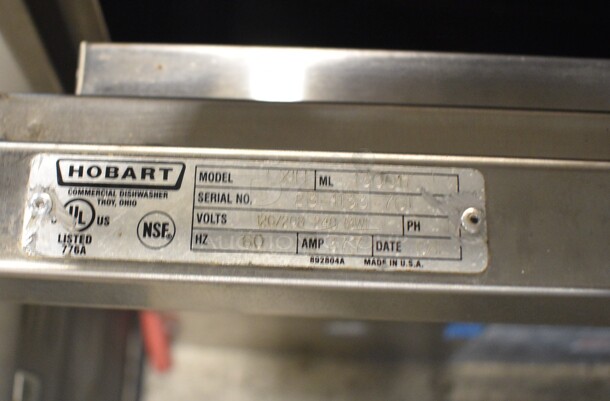 HOBART
COMMERCIAL DISHWASHER
TROY, OHIO
UL US
LISTED
776A
NSF.
MODEL ML
SERIAL NO.
VOLTS PH
HZ 60 AMP DATE
892804A MADE IN U.S.A.